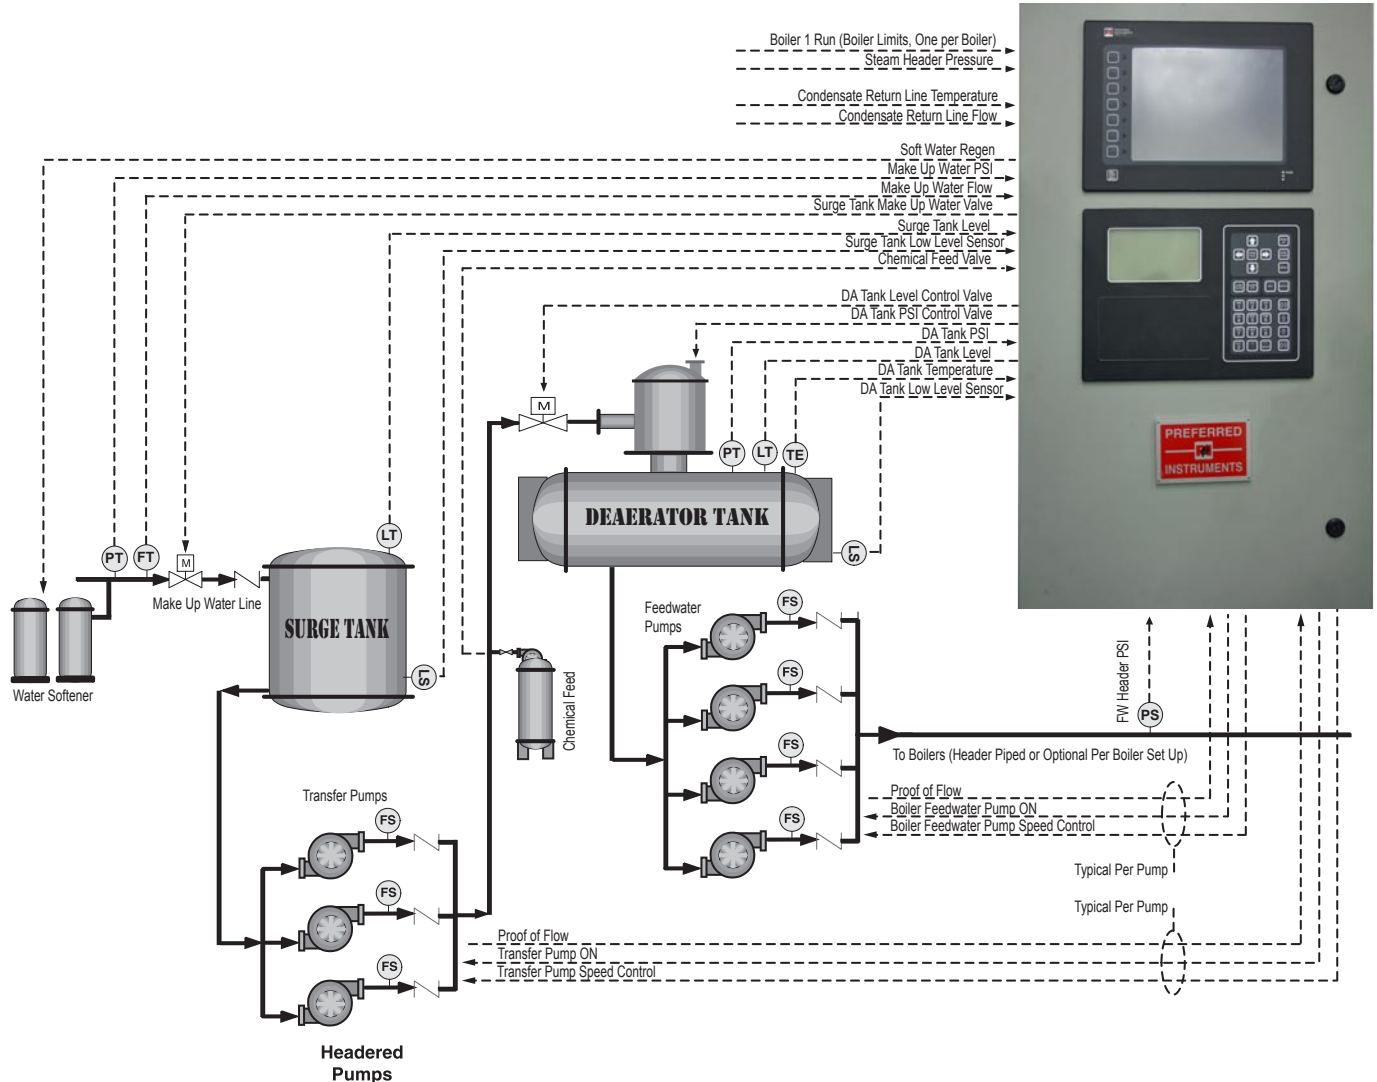 Boiler 1 Run (Boiler Limits, One per Boiler)
Steam Header Pressure
Condensate Return Line Temperature
Condensate Return Line Flow
Soft Water Regen
Make Up Water PSI
Make Up Water Flow
Surge Tank Make Up Water Valve
Surge Tank Level
Surge Tank Low Level Sensor
Chemical Feed Valve
DA Tank Level Control Valve
DA Tank PSI Control Valve
DA Tank PSI
DA Tank Level
DA Tank Temperature
DA Tank Low Level Sensor
M
PREFERRED
INSTRUMENTS
PT
LT
TE
DEAERATOR TANK
LS
LT
PT
FT
M
Make Up Water Line
SURGE TANK
LS
Water Softener
Chemical Feed
Feedwater
Pumps
FS
FS
FS
FS
FW Header PSI
PS
To Boilers (Header Piped or Optional Per Boiler Set Up)
Proof of Flow
Boiler Feedwater Pump ON
Boiler Feedwater Pump Speed Control
Typical Per Pump
Typical Per Pump
Transfer Pumps
FS
FS
FS
Proof of Flow
Transfer Pump ON
Transfer Pump Speed Control
Headered
Pumps